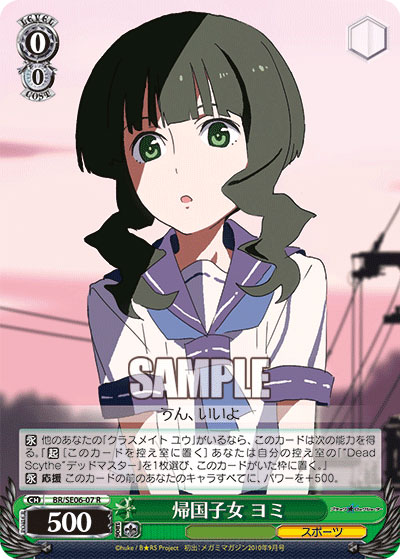 LEVEL
0
0
COST
SAMPLE
うん、いいよ
永 他のあなたの「クラスメイト ユウ」がいるなら、このカードは次の能力を得
る。『起［このカードを控え室に置く］ あなたは自分の控え室の「"Dead
Scythe"デッドマスター」を1枚選び、このカードがいた枠に置く。』
永 応援 このカードの前のあなたのキャラすべてに、パワーを+500。
CH BR/SE06-07 R
500
帰国子女 ヨミ
スポーツ
©huke / B★RS Project 初出:メガミマガジン2010年9月号